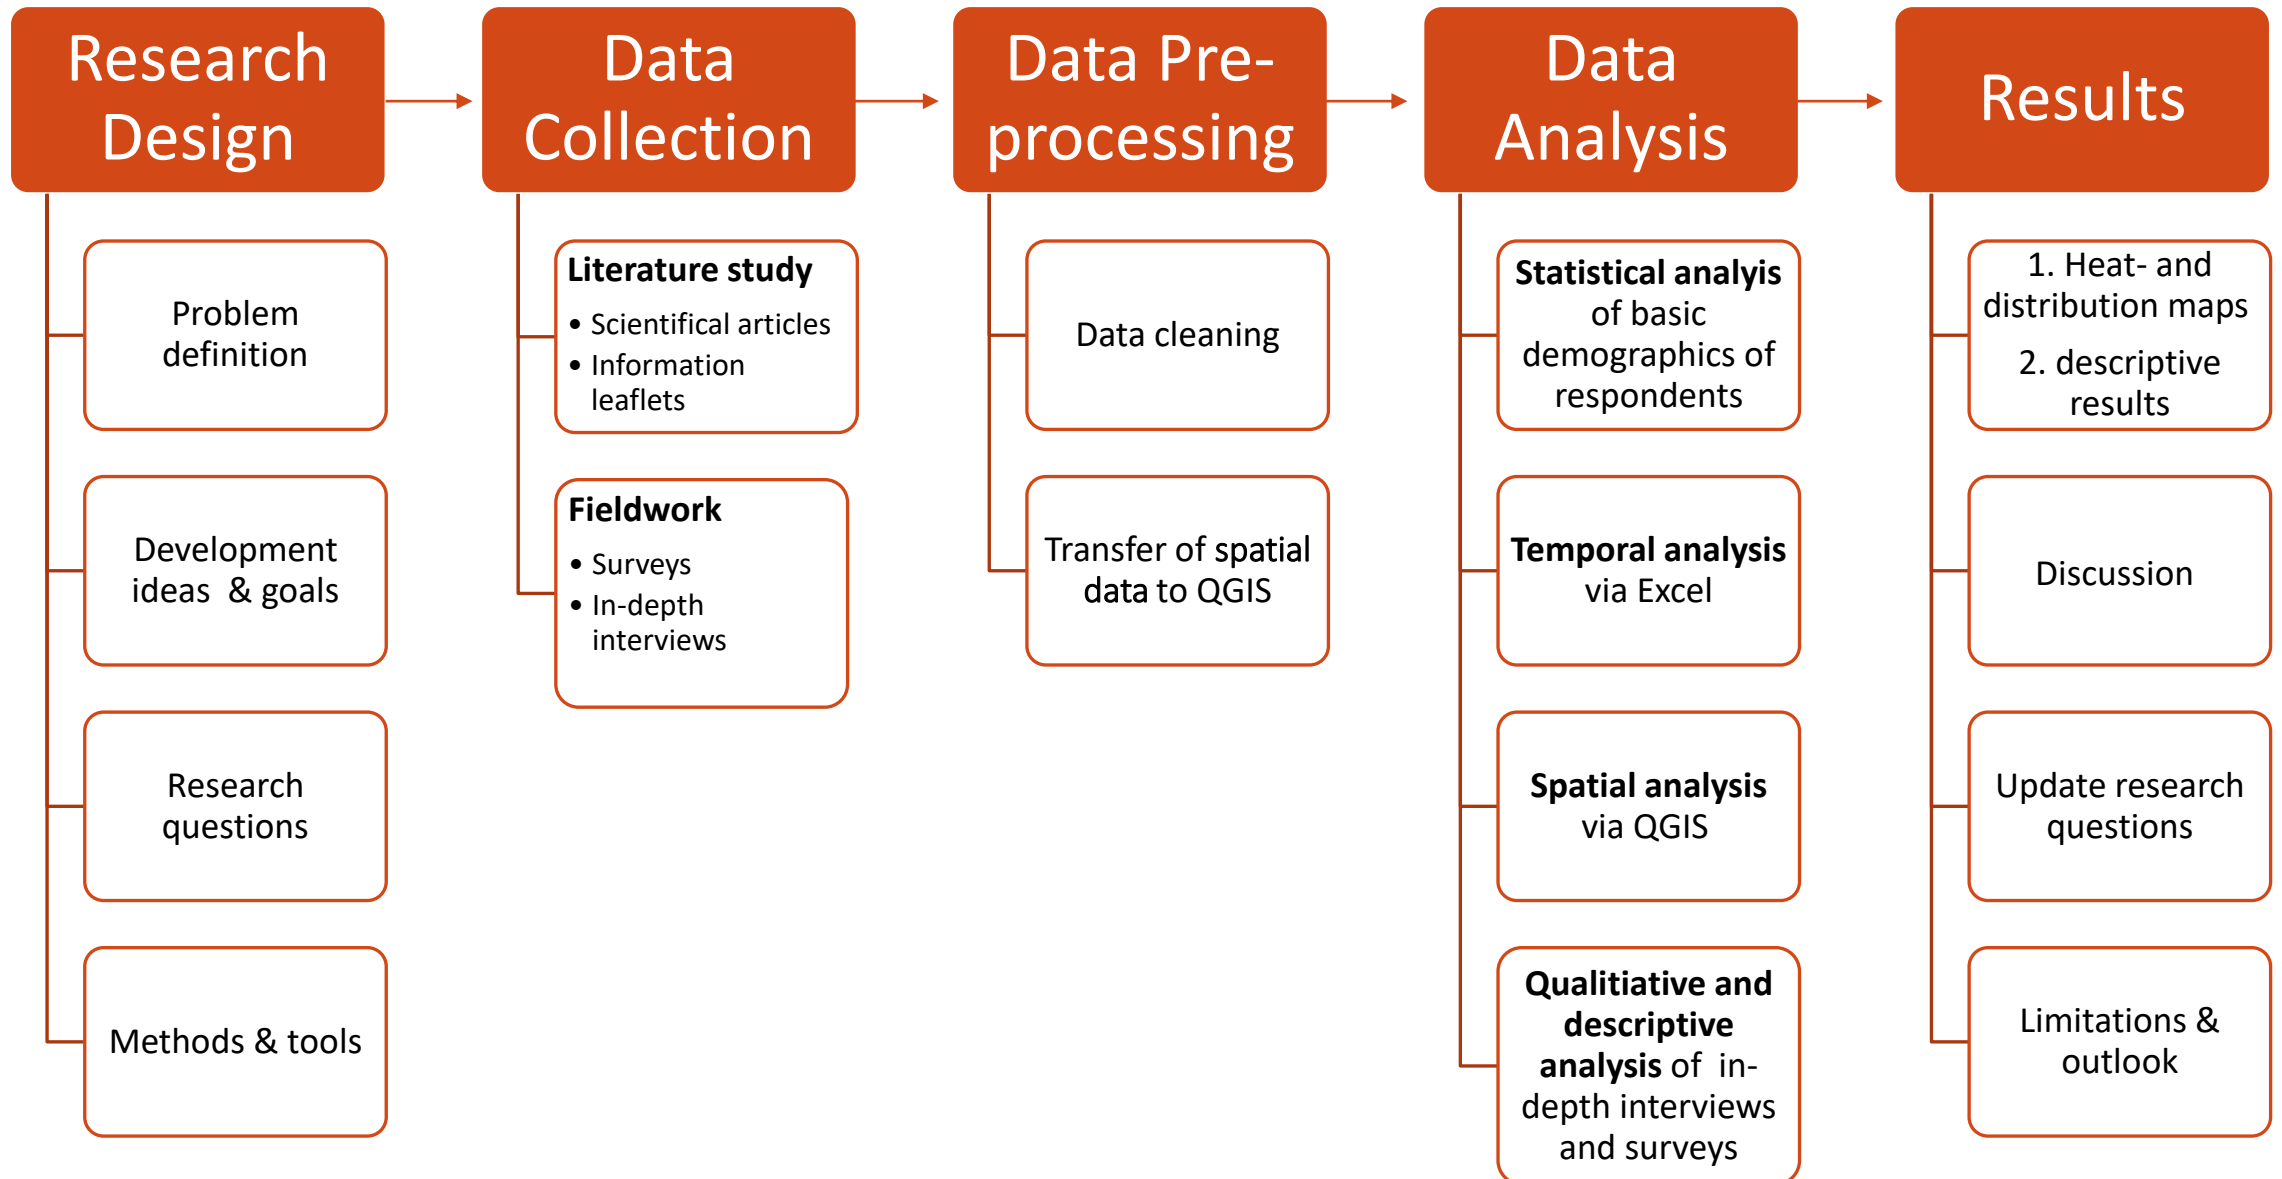 Research
Design
Problem
definition
Development
ideas & goals
Research
questions
Methods & tools
Data
Collection
Literature study
• Scientifical articles
• Information
leaflets
Fieldwork
• Surveys
• In-depth
interviews
Data Pre-
processing
Data cleaning
Transfer of spatial
data to QGIS
Data
Analysis
Statistical analyis
of basic
demographics of
respondents
Temporal analysis
via Excel
Spatial analysis
via QGIS
Qualitiative and
descriptive
analysis of in-
depth interviews
and surveys
Results
1. Heat- and
distribution maps
2. descriptive
results
Discussion
Update research
questions
Limitations &
outlook